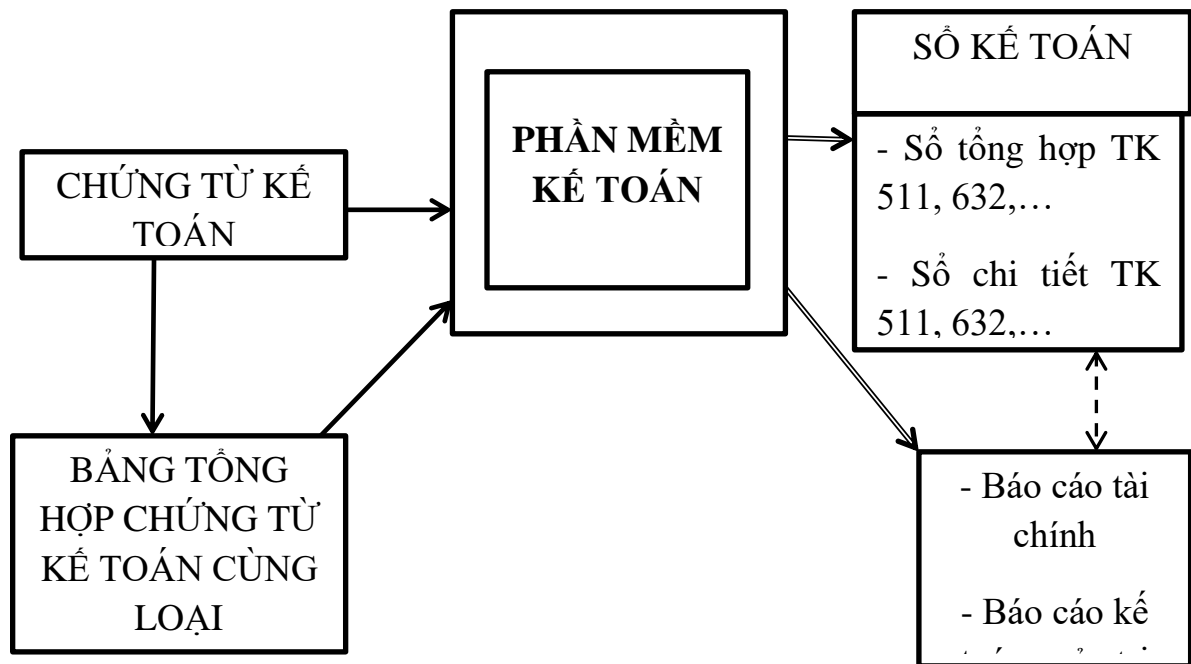 CHỨNG TỪ KẾ
TOÁN
BẢNG TỔNG
HỢP CHỨNG TỪ
KẾ TOÁN CÙNG
LOẠI
PHẦN MỀM
KẾ TOÁN
SỔ KẾ TOÁN
- Sổ tổng hợp TK
511, 632,…
- Sổ chi tiết TK
511, 632,…
- Báo cáo tài
chính
- Báo cáo kế